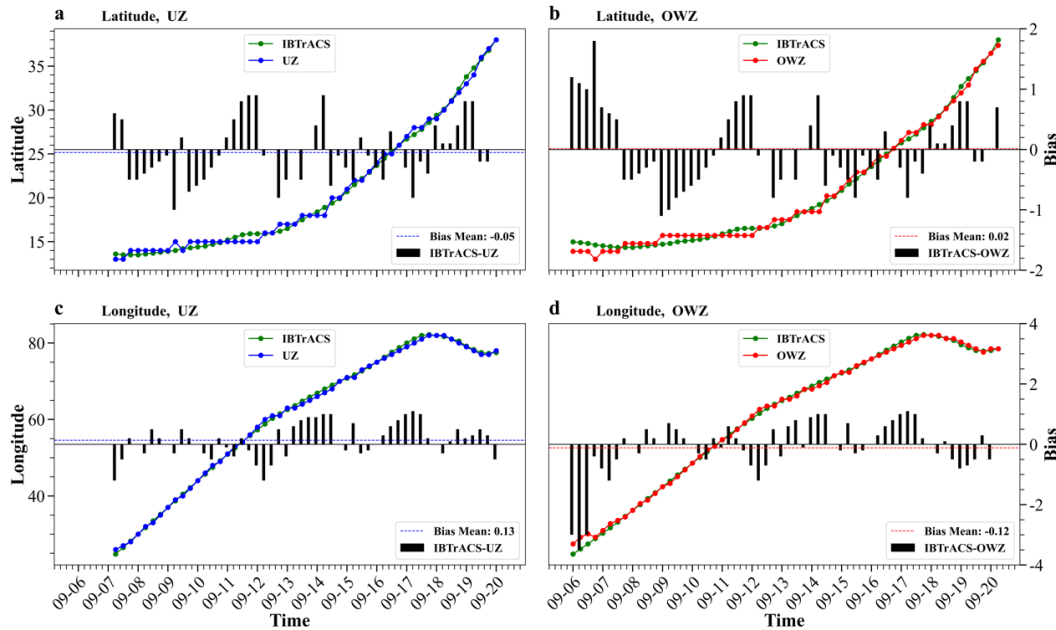 a Latitude, UZ
b Latitude, OWZ
35
30
25
20
15
Latitude
IBTrACS
UZ
Bias Mean: -0.05
IBTrACS-UZ
IBTrACS
OWZ
Bias Mean: 0.02
IBTrACS-OWZ
2
1
0
-1
-2
Bias
c Longitude, UZ
d Longitude, OWZ
80
60
40
Longitude
IBTrACS
UZ
Bias Mean: 0.13
IBTrACS-UZ
IBTrACS
OWZ
Bias Mean: -0.12
IBTrACS-OWZ
4
2
0
-2
-4
Bias
09-06 09-07 09-08 09-09 09-10 09-11 09-12 09-13 09-14 09-15 09-16 09-17 09-18 09-19 09-20
09-06 09-07 09-08 09-09 09-10 09-11 09-12 09-13 09-14 09-15 09-16 09-17 09-18 09-19 09-20
Time
Time